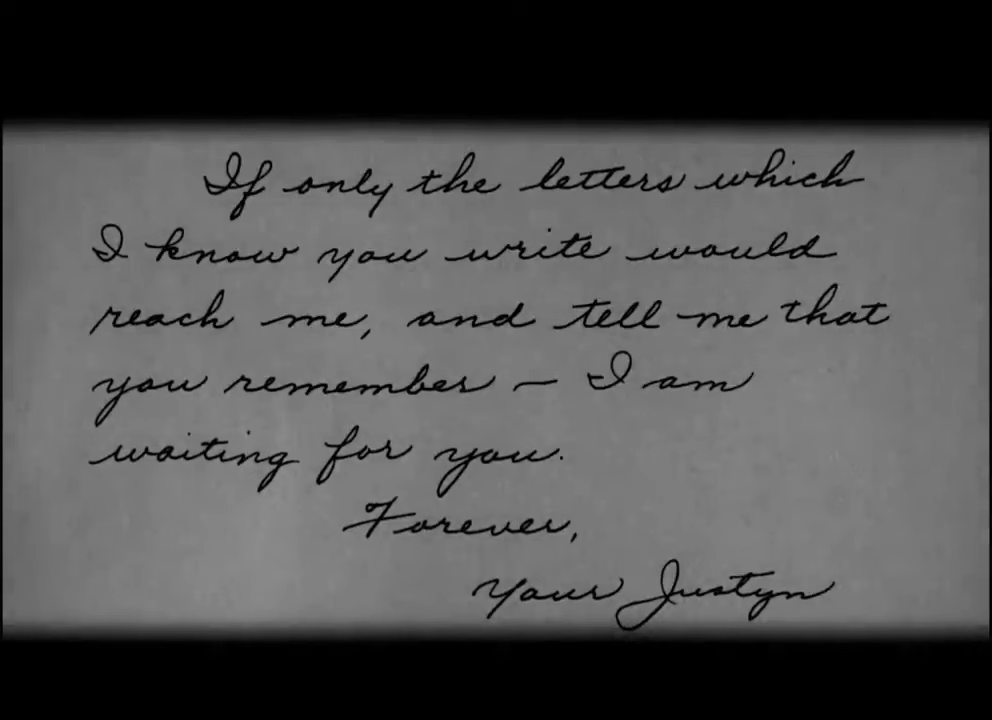 If only the letters which
I know you write would
reach me, and tell me that
you remember – I am
waiting for you.
Forever,
Your Justyn